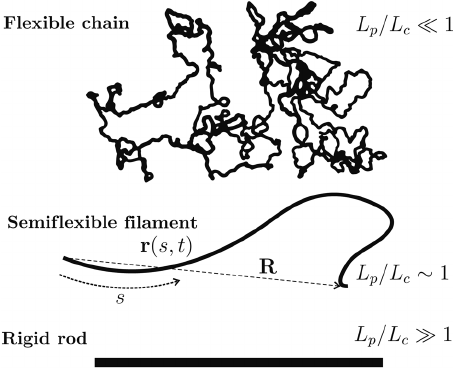 Flexible chain L_p/L_c ≪ 1
Semiflexible filament
r(s, t)
R
s
L_p/L_c ∼ 1
Rigid rod L_p/L_c ≫ 1